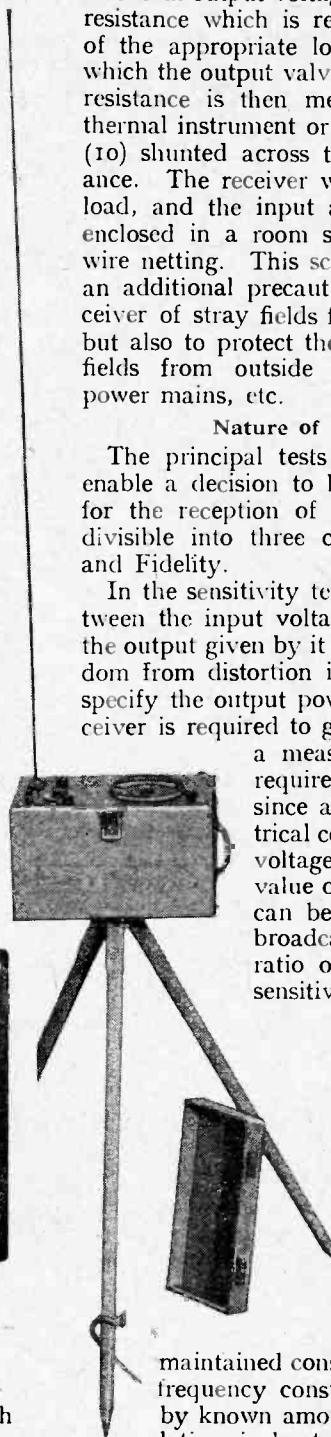 resistance which is re
of the appropriate lo
which the output valv
resistance is then me
thermal instrument or
(10) shunted across t
ance. The receiver w
load, and the input a
enclosed in a room s
wire netting. This sc
an additional precaut
ceiver of stray fields f
but also to protect the
fields from outside
power mains, etc.
Nature of
The principal tests
enable a decision to b
for the reception of
divisible into three c
and Fidelity.
In the sensitivity te
tween the input volta
the output given by it
dom from distortion i
specify the output pow
ceiver is required to g
a meas
require
since a
trical co
voltage
value o
can be
broadca
ratio o
sensitiv
maintained cons
frequency cons
h by known amo